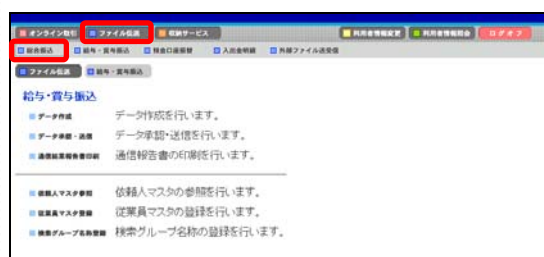 オンライン取引 ファイル伝送 収納サービス 利用者情報変更 利用者情報照会 ログオフ
総合振込 給与・賞与振込 預金口座振替 入出金明細 外部ファイル送受信
ファイル伝送 給与・賞与振込
給与・賞与振込
データ作成 データ作成を行います。
データ承認・送信 データ承認・送信を行います。
通信結果報告書印刷 通信報告書の印刷を行います。
依頼人マスタ参照 依頼人マスタの参照を行います。
従業員マスタ登録 従業員マスタの登録を行います。
検索グループ名称登録 検索グループ名称の登録を行います。